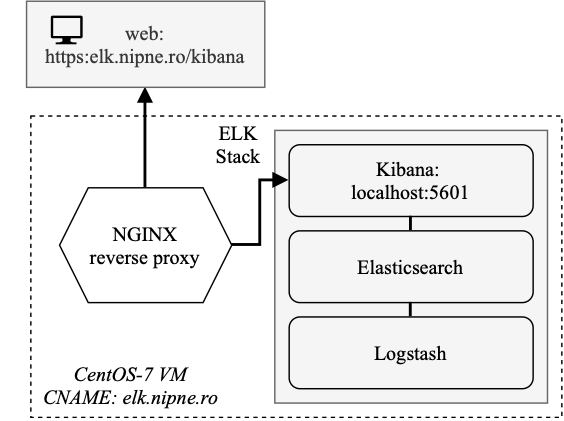 web:
https:elk.nipne.ro/kibana
ELK
Stack
Kibana:
localhost:5601
NGINX
reverse proxy
Elasticsearch
Logstash
CentOS-7 VM
CNAME: elk.nipne.ro